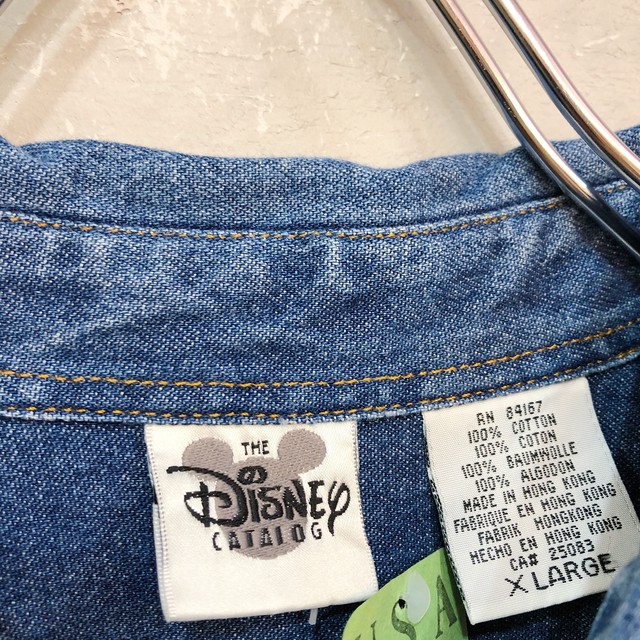 THE
DISNEY
CATALOG
RN 84167
100% COTTON
100% COTON
100% BAUMWOLLE
100% ALGODON
MADE IN HONG KONG
FABRIQUE EN HONG KONG
FABRIK HONGKONG
HECHO EN HONG KONG
CA# 25083
X LARGE
USA